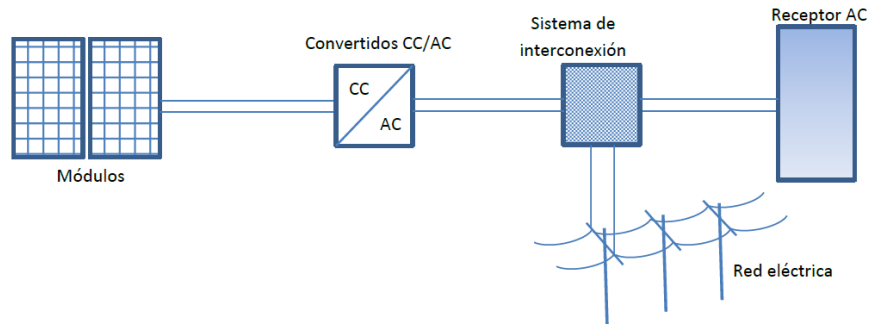 Módulos
Convertidos CC/AC
CC
AC
Sistema de
interconexión
Receptor AC
Red eléctrica